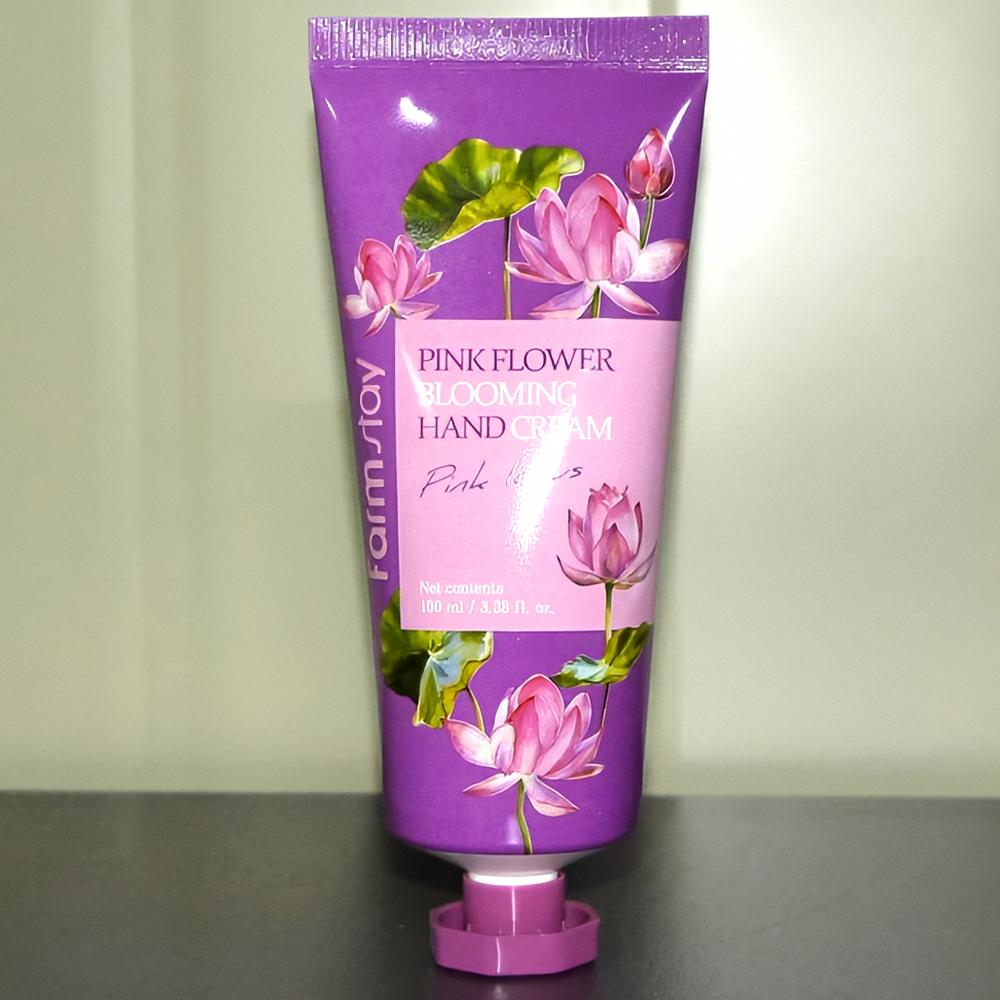 Farmstay
PINK FLOWER
BLOOMING
HAND CREAM
Pink
Net contents
100 ml / 3.38 fl. oz.